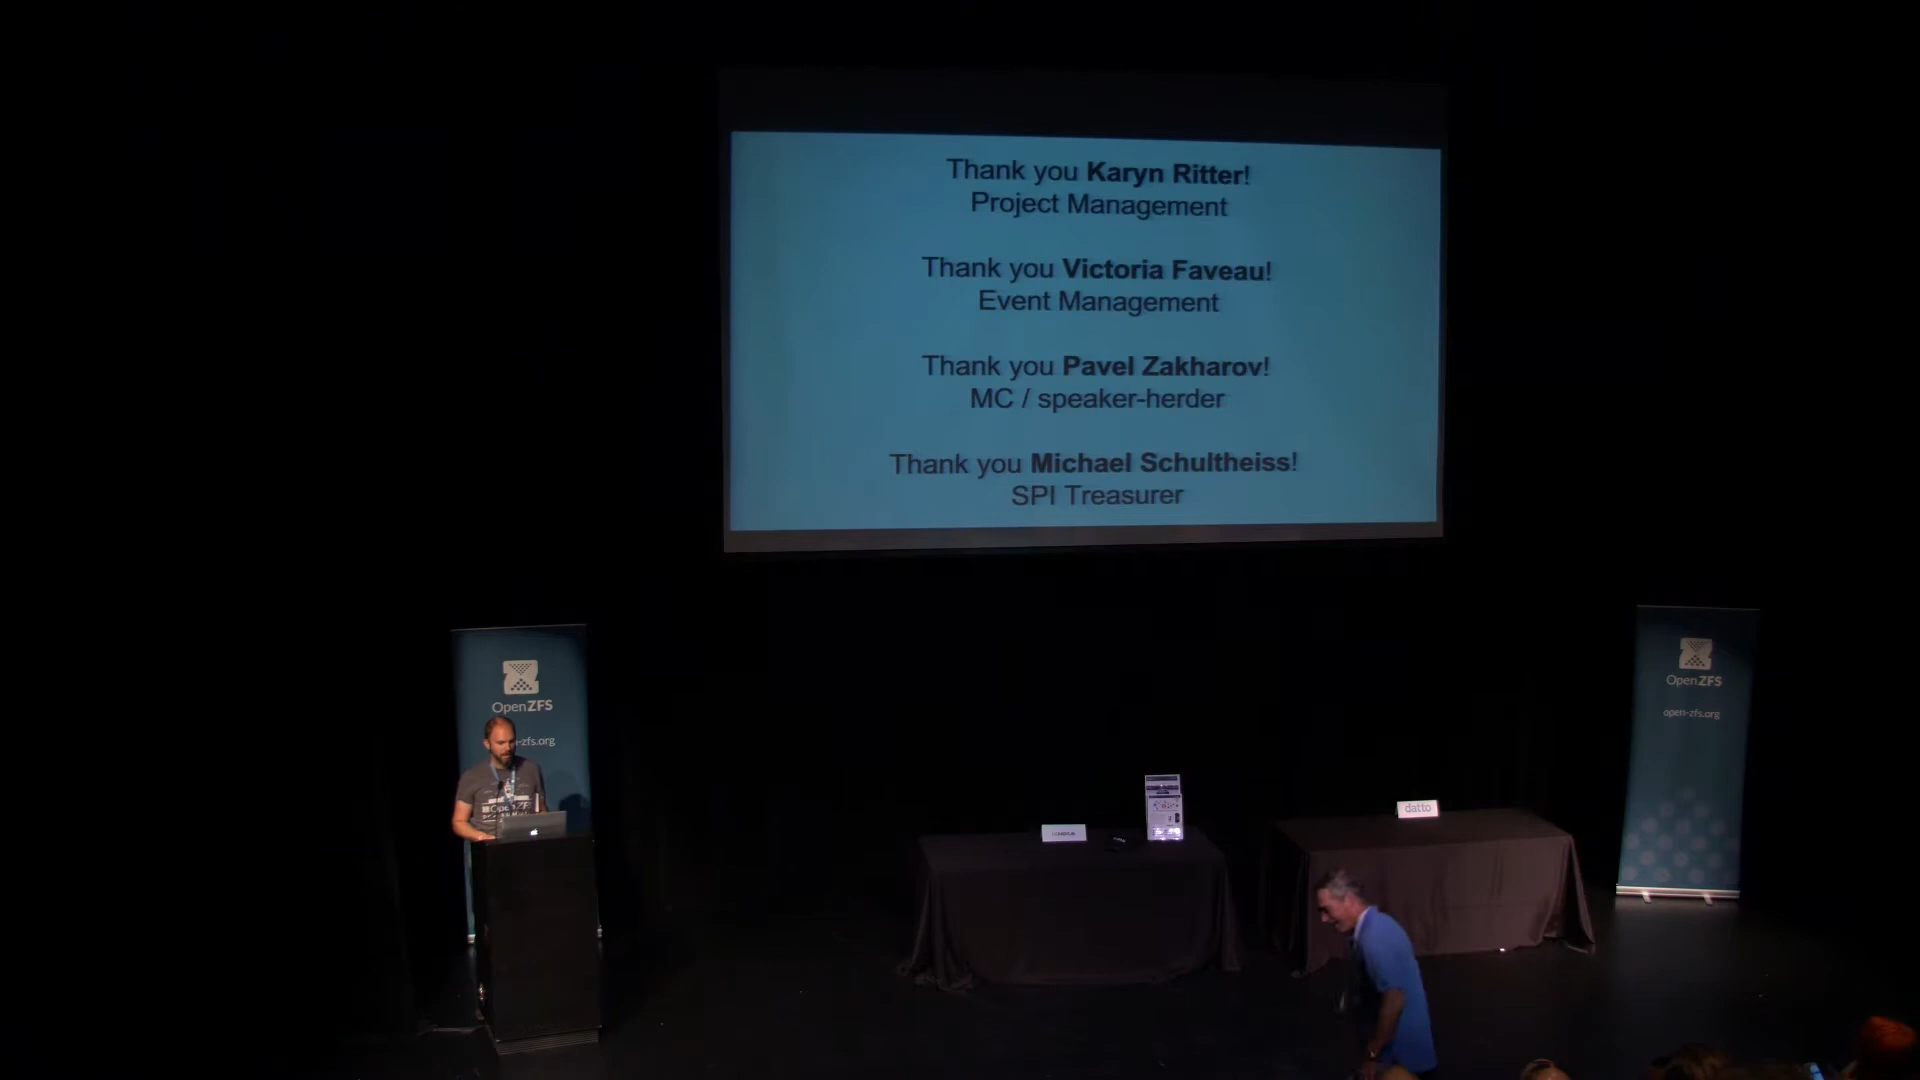 Thank you Karyn Ritter!
Project Management
Thank you Victoria Faveau!
Event Management
Thank you Pavel Zakharov!
MC / speaker-herder
Thank you Michael Schultheiss!
SPI Treasurer
OpenZFS
-zfs.org
OpenZFS
open-zfs.org
OpenZFS
datto